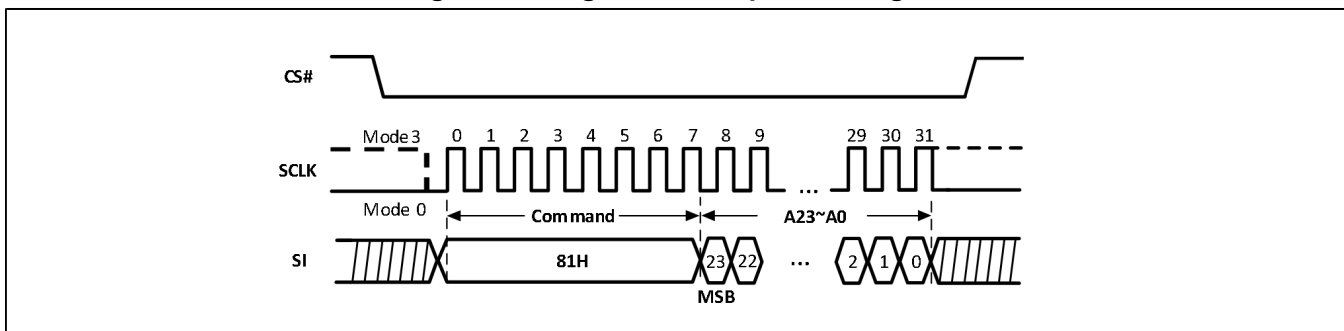 CS#
Mode 3 0 1 2 3 4 5 6 7 8 9 29 30 31
SCLK
...
Mode 0 Command A23~A0
SI 81H 23 22 ... 2 1 0
MSB